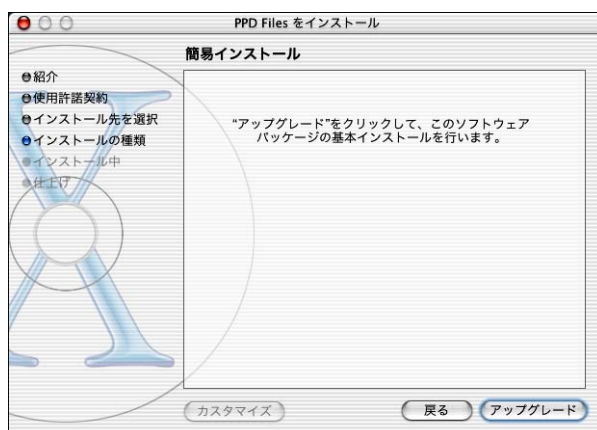 PPD Files をインストール
簡易インストール
紹介
使用許諾契約
インストール先を選択
インストールの種類
インストール中
仕上げ
“アップグレード”をクリックして、このソフトウェア
パッケージの基本インストールを行います。
カスタマイズ
戻る
アップグレード